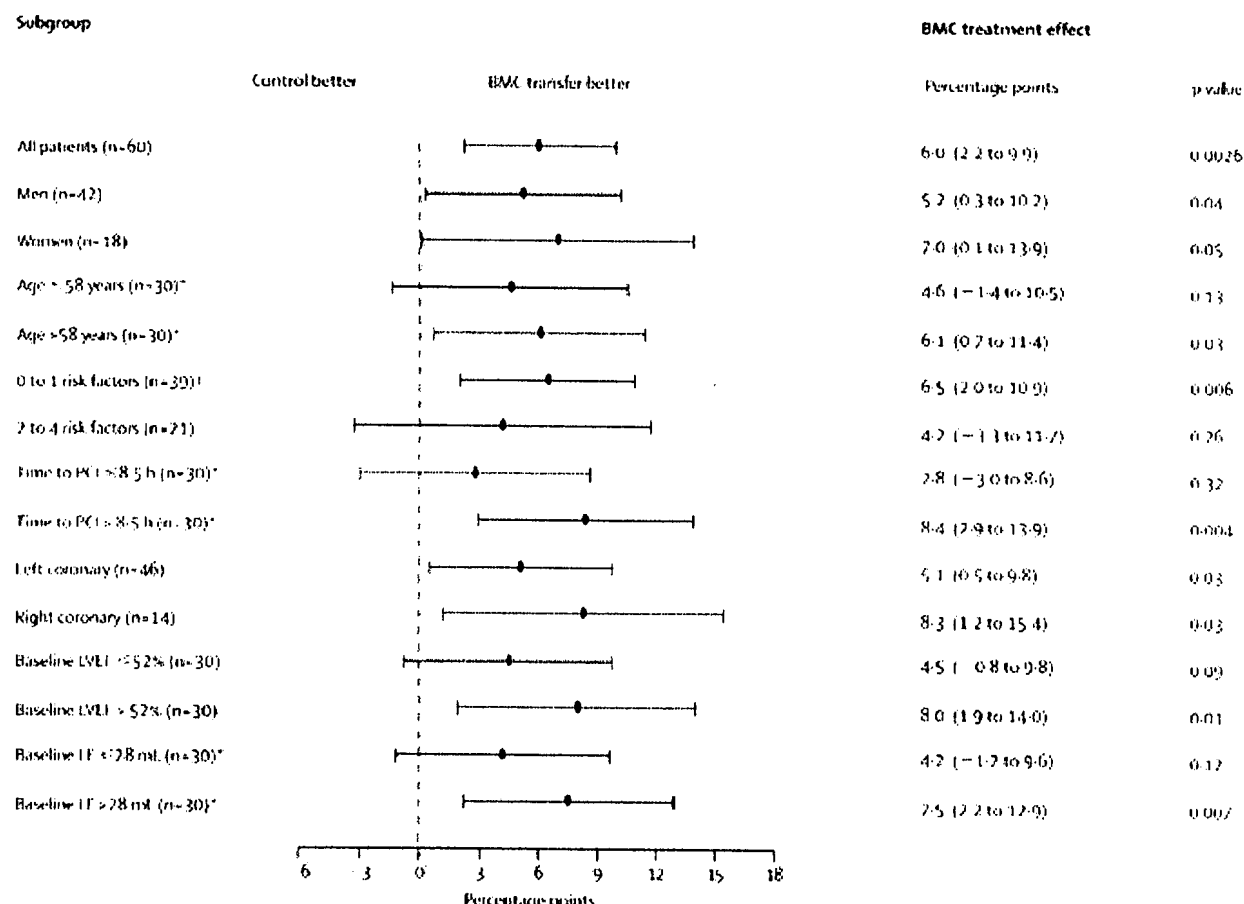 Subgroup BMC treatment effect
Control better BMC transfer better Percentage points p value
All patients (n=60) 6·0 (2·2 to 9·9) 0·0026
Men (n=42) 5·2 (0·3 to 10·2) 0·04
Women (n=18) 7·0 (0·1 to 13·9) 0·05
Age ≤ 58 years (n=30)* 4·6 (−1·4 to 10·5) 0·13
Age >58 years (n=30)* 6·1 (0·7 to 11·4) 0·03
0 to 1 risk factors (n=39)† 6·5 (2·0 to 10·9) 0·006
2 to 4 risk factors (n=21) 4·2 (−3·3 to 11·7) 0·26
Time to PCI ≤8·5 h (n=30)* 2·8 (−3·0 to 8·6) 0·32
Time to PCI >8·5 h (n=30)* 8·4 (2·9 to 13·9) 0·004
Left coronary (n=46) 5·1 (0·5 to 9·8) 0·03
Right coronary (n=14) 8·3 (1·2 to 15·4) 0·03
Baseline LVEF ≤52% (n=30) 4·5 (−0·8 to 9·8) 0·09
Baseline LVEF >52% (n=30) 8·0 (1·9 to 14·0) 0·01
Baseline LE ≤28 mL (n=30)* 4·2 (−1·2 to 9·6) 0·12
Baseline LE >28 mL (n=30)* 7·5 (2·2 to 12·9) 0·007
6 3 0 3 6 9 12 15 18
Percentage points